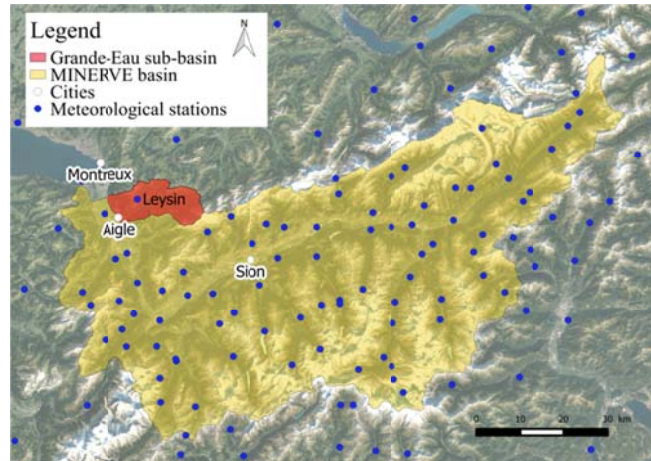 Legend
Grande-Eau sub-basin
MINERVE basin
Cities
Meteorological stations
N
Montreux
Leysin
Aigle
Sion
0 10 20 30 km